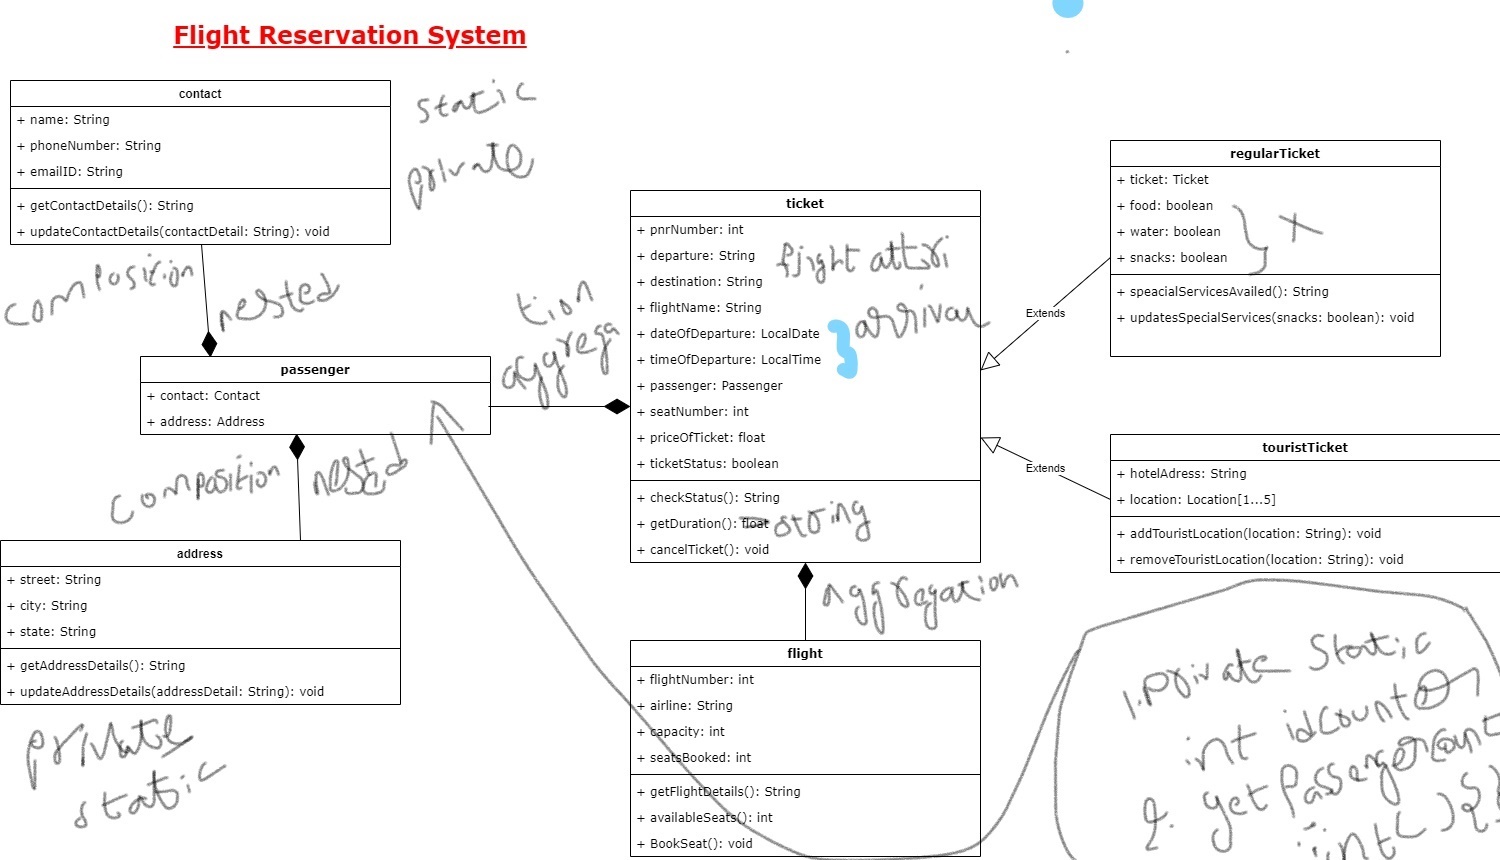 Flight Reservation System
contact
+ name: String
+ phoneNumber: String
+ emailID: String
+ getContactDetails(): String
+ updateContactDetails(contactDetail: String): void
static
private
composition
nested
passenger
+ contact: Contact
+ address: Address
composition
nested
address
+ street: String
+ city: String
+ state: String
+ getAddressDetails(): String
+ updateAddressDetails(addressDetail: String): void
private
static
aggrega
tion
ticket
+ pnrNumber: int
+ departure: String
+ destination: String
+ flightName: String
+ dateOfDeparture: LocalDate
+ timeOfDeparture: LocalTime
+ passenger: Passenger
+ seatNumber: int
+ priceOfTicket: float
+ ticketStatus: boolean
flight attri
arrival
+ checkStatus(): String
+ getDuration(): float
string
+ cancelTicket(): void
aggregation
flight
+ flightNumber: int
+ airline: String
+ capacity: int
+ seatsBooked: int
+ getFlightDetails(): String
+ availableSeats(): int
+ BookSeat(): void
Extends
Extends
regularTicket
+ ticket: Ticket
+ food: boolean
+ water: boolean
+ snacks: boolean
} X
+ speacialServicesAvailed(): String
+ updatesSpecialServices(snacks: boolean): void
touristTicket
+ hotelAdress: String
+ location: Location[1...5]
+ addTouristLocation(location: String): void
+ removeTouristLocation(location: String): void
1. Private Static
int idCounter
2. getPassengerCount
int( ){}